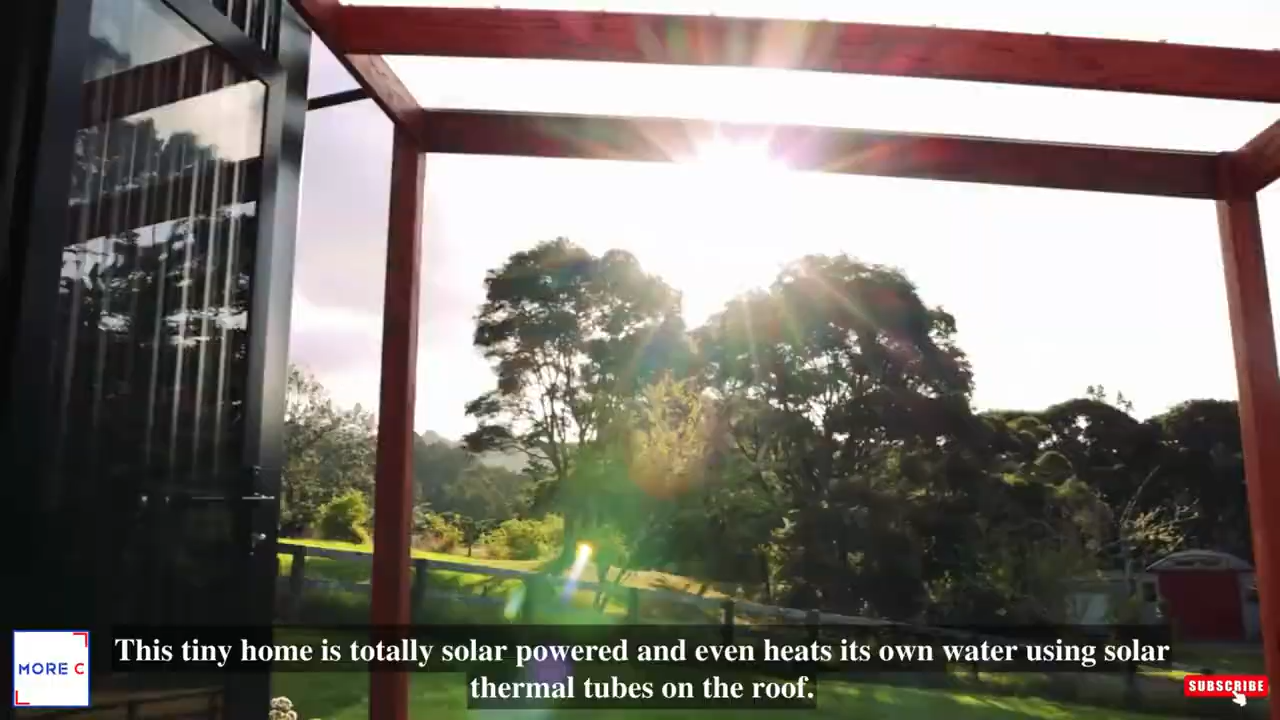 This tiny home is totally solar powered and even heats its own water using solar
thermal tubes on the roof.
MORE C
SUBSCRIBE